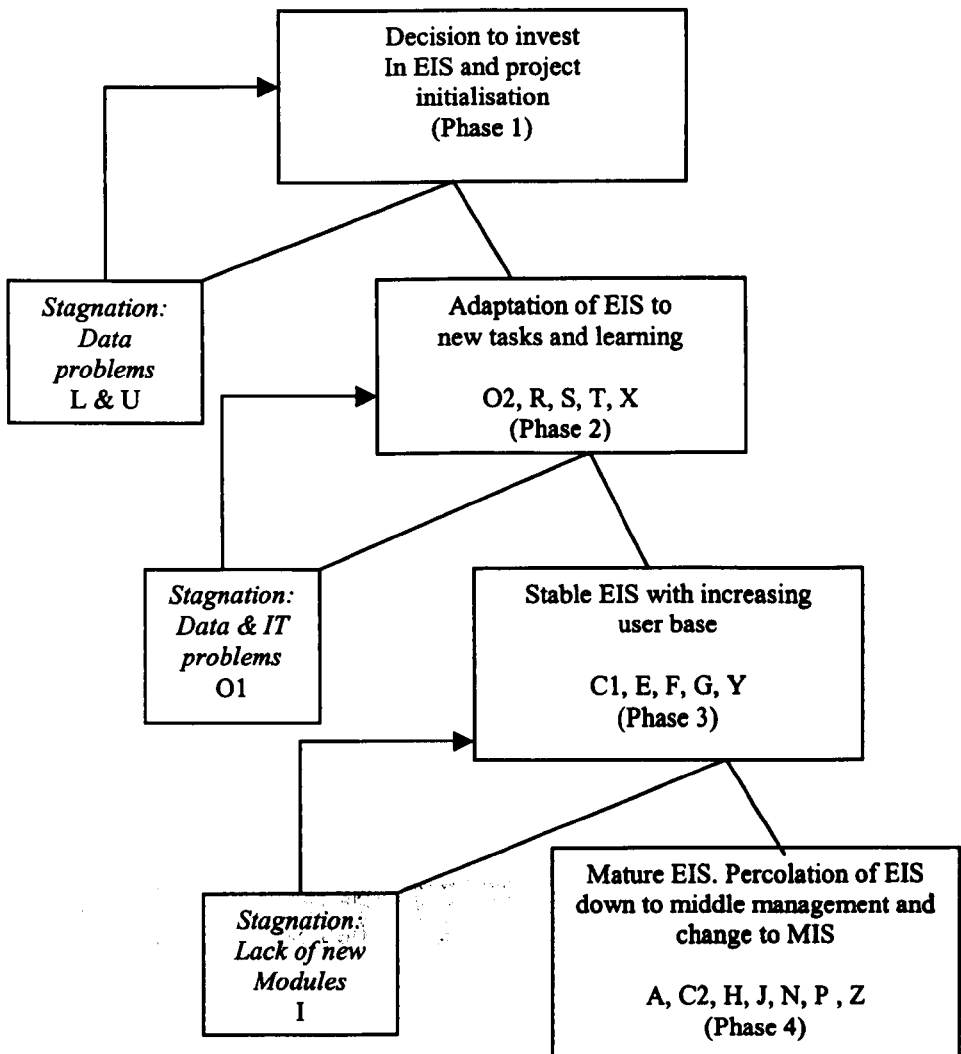 Decision to invest
In EIS and project
initialisation
(Phase 1)
Stagnation:
Data
problems
L & U
Adaptation of EIS to
new tasks and learning
O2, R, S, T, X
(Phase 2)
Stagnation:
Data & IT
problems
O1
Stable EIS with increasing
user base
C1, E, F, G, Y
(Phase 3)
Stagnation:
Lack of new
Modules
I
Mature EIS. Percolation of EIS
down to middle management and
change to MIS
A, C2, H, J, N, P , Z
(Phase 4)